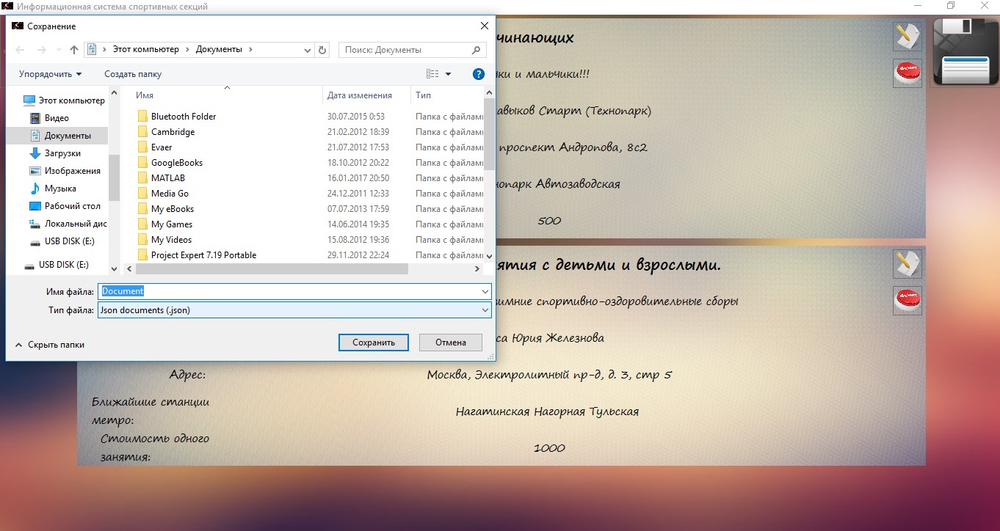 Информационная система спортивных секций
Сохранение
Этот компьютер
Документы
Поиск: Документы
Упорядочить
Создать папку
?
Этот компьютер
Видео
Документы
Загрузки
Изображения
Музыка
Рабочий стол
Локальный дис
USB DISK (E:)
USB DISK (E:)
Имя Дата изменения Тип
Bluetooth Folder 30.07.2015 0:53 Папка с файлами
Cambridge 21.02.2012 18:39 Папка с файлами
Evaer 21.07.2012 17:53 Папка с файлами
GoogleBooks 18.10.2012 20:22 Папка с файлами
MATLAB 16.01.2017 20:50 Папка с файлами
Media Go 24.12.2011 12:33 Папка с файлами
My eBooks 07.07.2013 17:59 Папка с файлами
My Games 14.06.2014 19:35 Папка с файлами
My Videos 15.08.2012 19:36 Папка с файлами
Project Expert 7.19 Portable 29.11.2012 22:24 Папка с файлами
Имя файла: Document
Тип файла: Json documents (.json)
Скрыть папки
Сохранить
Отмена
чинающих
ки и мальчики!!!
авыков Старт (Технопарк)
проспект Андропова, 8с2
нопарк Автозаводская
500
ятия с детьми и взрослыми.
зимние спортивно-оздоровительные сборы
са Юрия Железнова
Адрес: Москва, Электролитный пр-д, д. 3, стр 5
Ближайшие станции
метро:
Нагатинская Нагорная Тульская
Стоимость одного
занятия:
1000